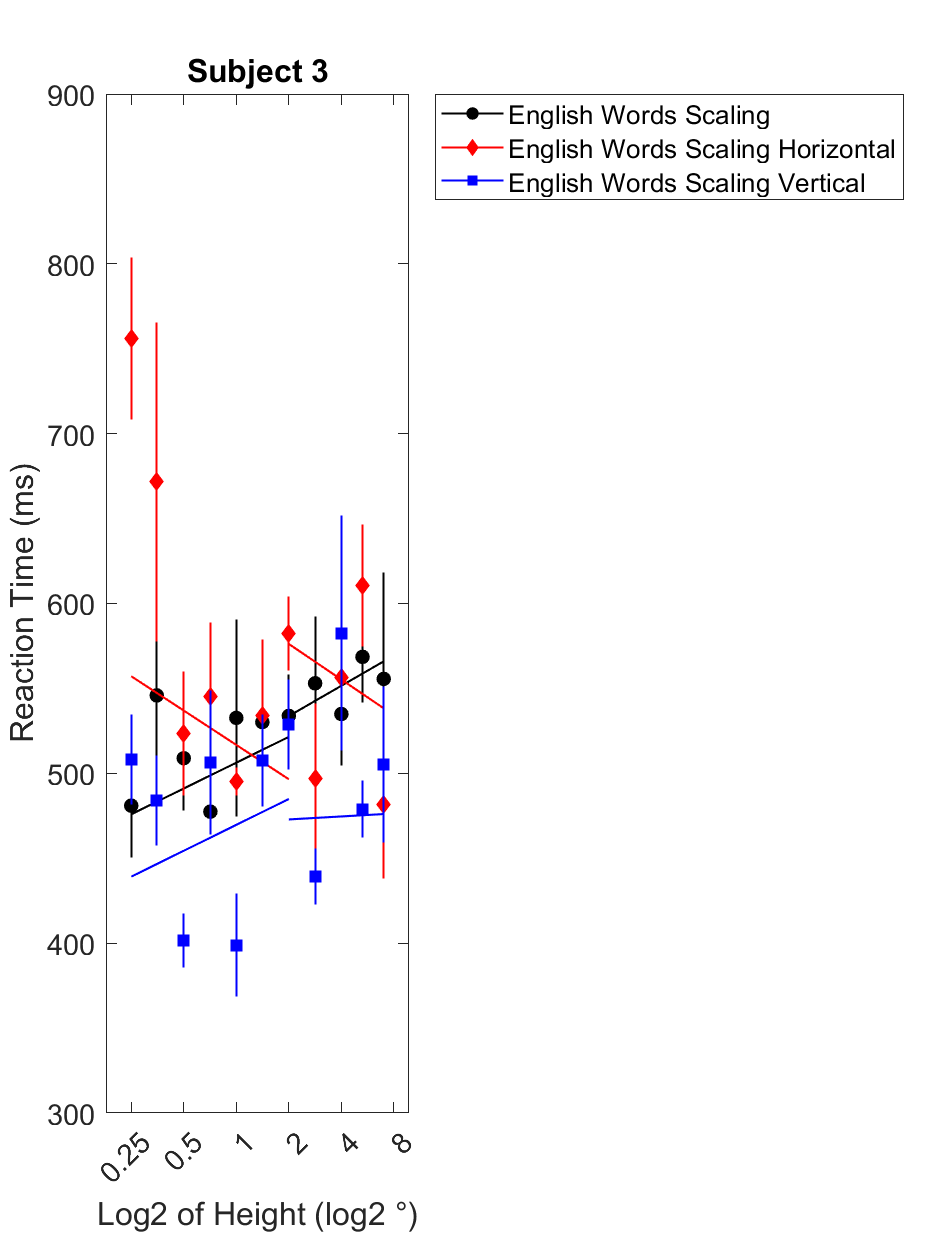 Subject 3
900
800
700
600
500
400
300
Reaction Time (ms)
0.25
0.5
1
2
4
8
Log2 of Height (log2 °)
English Words Scaling
English Words Scaling Horizontal
English Words Scaling Vertical